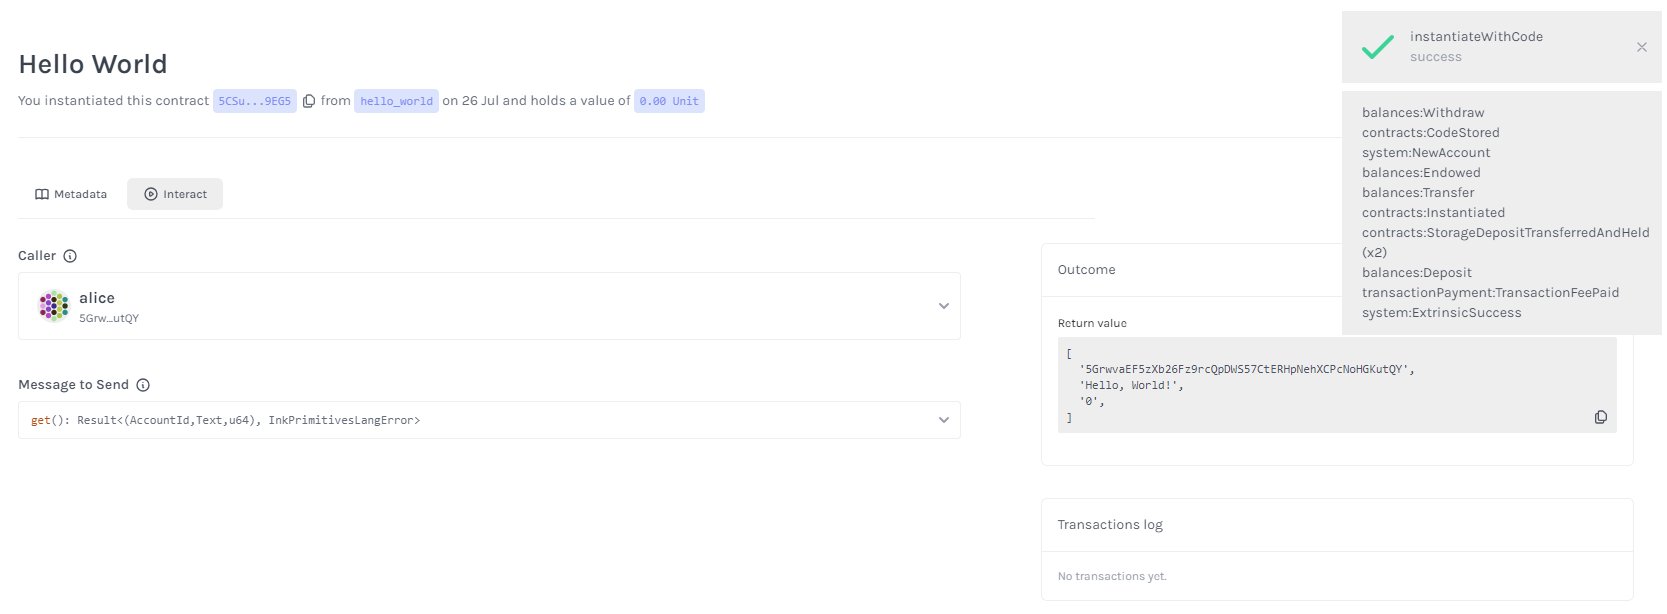 Hello World
You instantiated this contract 5CSu...9EG5 from hello_world on 26 Jul and holds a value of 0.00 Unit
Metadata
Interact
Caller
alice
5Grw...utQY
Message to Send
get(): Result<(AccountId,Text,u64), InkPrimitivesLangError>
Outcome
Return value
[
'5GrwvaEF5zXb26Fz9rcQpDWS57CtERHpNehXCPcNoHGKutQY',
'Hello, World!',
'0',
]
Transactions log
No transactions yet.
instantiateWithCode
success
balances:Withdraw
contracts:CodeStored
system:NewAccount
balances:Endowed
balances:Transfer
contracts:Instantiated
contracts:StorageDepositTransferredAndHeld
(x2)
balances:Deposit
transactionPayment:TransactionFeePaid
system:ExtrinsicSuccess